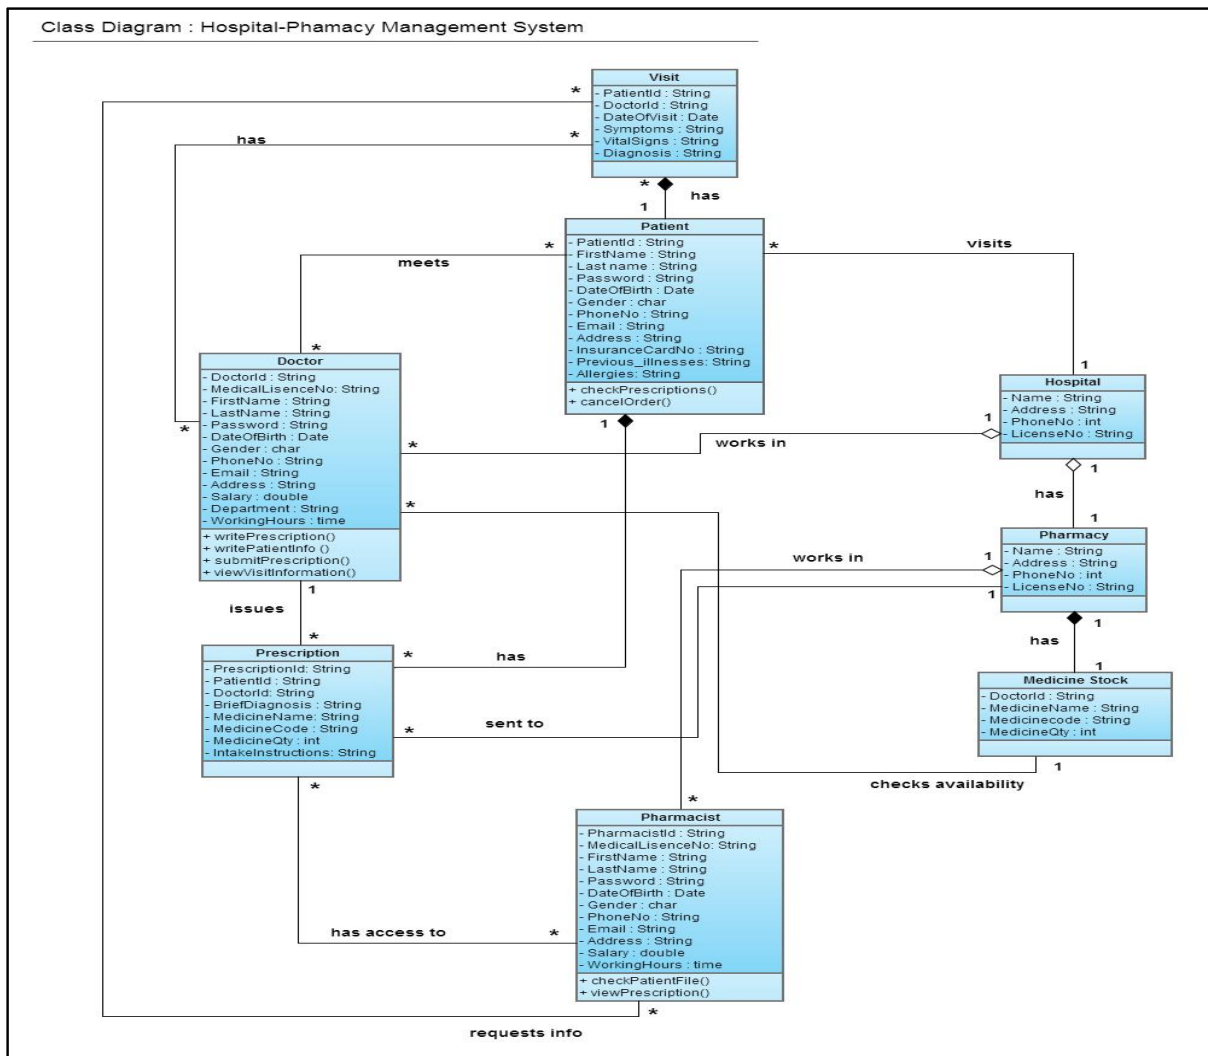 Class Diagram : Hospital-Phamacy Management System
Visit
- PatientId : String
- DoctorId : String
- DateOfVisit : Date
- Symptoms : String
- VitalSigns : String
- Diagnosis : String
*
*
has
*
has
1
Patient
- PatientId : String
- FirstName : String
- Last name : String
- Password : String
- DateOfBirth : Date
- Gender : char
- PhoneNo : String
- Email : String
- Address : String
- InsuranceCardNo : String
- Previous_illnesses: String
- Allergies: String
+ checkPrescriptions()
+ cancelOrder()
*
meets
*
*
visits
1
1
Doctor
- DoctorId : String
- MedicalLisenceNo: String
- FirstName : String
- LastName : String
- Password : String
- DateOfBirth : Date
- Gender : char
- PhoneNo : String
- Email : String
- Address : String
- Salary : double
- Department : String
- WorkingHours : time
+ writePrescription()
+ writePatientInfo ()
+ submitPrescription()
+ viewVisitInformation()
*
*
works in
1
*
1
issues
*
Hospital
- Name : String
- Address : String
- PhoneNo : int
- LicenseNo : String
1
has
1
Pharmacy
- Name : String
- Address : String
- PhoneNo : int
- LicenseNo : String
works in
1
1
1
has
1
Prescription
- PrescriptionId: String
- PatientId : String
- DoctorId: String
- BriefDiagnosis : String
- MedicineName: String
- MedicineCode : String
- MedicineQty : int
- IntakeInstructions: String
*
has
*
sent to
*
Medicine Stock
- DoctorId : String
- MedicineName : String
- Medicinecode : String
- MedicineQty : int
1
checks availability
*
Pharmacist
- PharmacistId : String
- MedicalLisenceNo: String
- FirstName : String
- LastName : String
- Password : String
- DateOfBirth : Date
- Gender : char
- PhoneNo : String
- Email : String
- Address : String
- Salary : double
- WorkingHours : time
+ checkPatientFile()
+ viewPrescription()
has access to
*
*
requests info